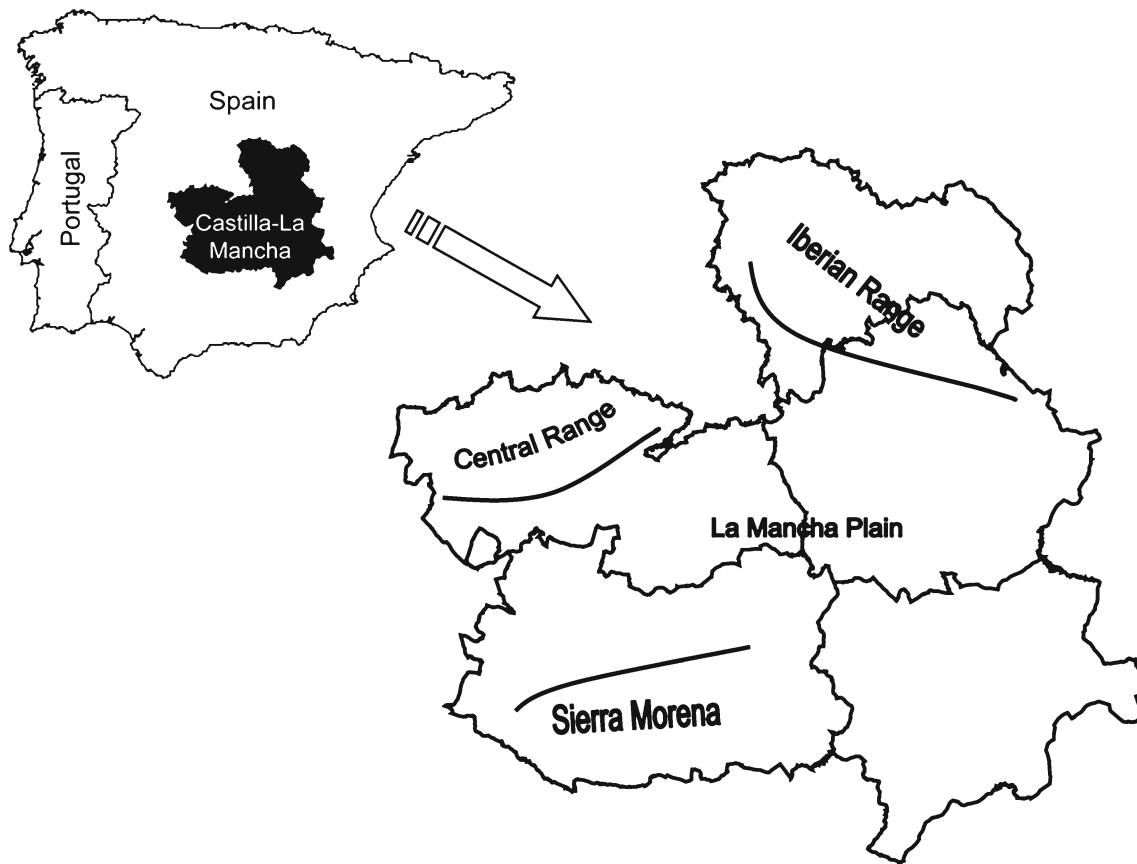 Spain
Portugal
Castilla-La
Mancha
Iberian Range
Central Range
La Mancha Plain
Sierra Morena